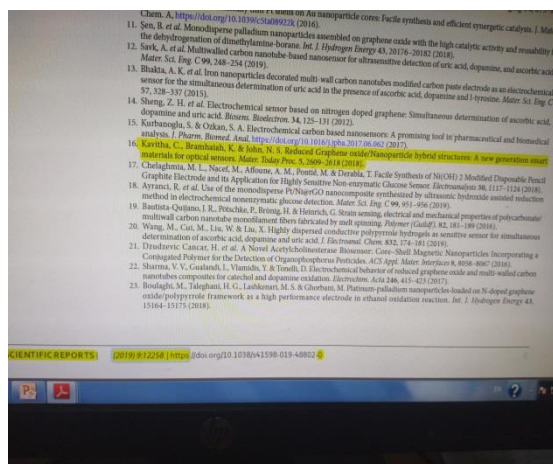 Chem. A, https://doi.org/10.1039/c5ta08922k (2016).
11. Şen, B. et al. Monodisperse palladium nanoparticles assembled on graphene oxide with the high catalytic activity and reusability
the dehydrogenation of dimethylamine-borane. Int. J. Hydrogen Energy 43, 20176–20182 (2018).
12. Savk, A. et al. Multiwalled carbon nanotube-based nanosensor for ultrasensitive detection of uric acid, dopamine, and ascorbic acid
Mater. Sci. Eng. C 99, 248–254 (2019).
13. Bhakta, A. K. et al. Iron nanoparticles decorated multi-wall carbon nanotubes modified carbon paste electrode as an electrochemical
sensor for the simultaneous determination of uric acid in the presence of ascorbic acid, dopamine and l-tyrosine. Mater. Sci. Eng. C
57, 328–337 (2015).
14. Sheng, Z. H. et al. Electrochemical sensor based on nitrogen doped graphene: Simultaneous determination of ascorbic acid,
dopamine and uric acid. Biosens. Bioelectron. 34, 125–131 (2012).
15. Kurbanoglu, S. & Ozkan, S. A. Electrochemical carbon based nanosensors: A promising tool in pharmaceutical and biomedical
analysis. J. Pharm. Biomed. Anal. https://doi.org/10.1016/j.jpba.2017.06.062 (2017).
16. Kavitha, C., Bramhaiah, K. & John, N. S. Reduced Graphene oxide/Nanoparticle hybrid structures: A new generation smart
materials for optical sensors. Mater. Today Proc. 5, 2609–2618 (2018).
17. Chelaghmia, M. L., Nacef, M., Affoune, A. M., Pontié, M. & Derabla, T. Facile Synthesis of Ni(OH) 2 Modified Disposable Pencil
Graphite Electrode and its Application for Highly Sensitive Non-enzymatic Glucose Sensor. Electroanalysis 30, 1117–1124 (2018).
18. Ayranci, R. et al. Use of the monodisperse Pt/Ni@rGO nanocomposite synthesized by ultrasonic hydroxide assisted reduction
method in electrochemical nonenzymatic glucose detection. Mater. Sci. Eng. C 99, 951–956 (2019).
19. Bautista-Quijano, J. R., Pötschke, P., Brünig, H. & Heinrich, G. Strain sensing, electrical and mechanical properties of polycarbonate/
multiwall carbon nanotube monofilament fibers fabricated by melt spinning. Polymer (Guildf). 82, 181–189 (2016).
20. Wang, M., Cui, M., Liu, W. & Liu, X. Highly dispersed conductive polypyrrole hydrogels as sensitive sensor for simultaneous
determination of ascorbic acid, dopamine and uric acid. J. Electroanal. Chem. 832, 174–181 (2019).
21. Dzudzevic Cancar, H. et al. A Novel Acetylcholinesterase Biosensor: Core–Shell Magnetic Nanoparticles Incorporating a
Conjugated Polymer for the Detection of Organophosphorus Pesticides. ACS Appl. Mater. Interfaces 8, 8058–8067 (2016).
22. Sharma, V. V., Gualandi, I., Vlamidis, Y. & Tonelli, D. Electrochemical behavior of reduced graphene oxide and multi-walled carbon
nanotubes composites for catechol and dopamine oxidation. Electrochim. Acta 246, 415–423 (2017).
23. Boulaghi, M., Taleghani, H. G., Lashkenari, M. S. & Ghorbani, M. Platinum-palladium nanoparticles-loaded on N-doped graphene
oxide/polypyrrole framework as a high performance electrode in ethanol oxidation reaction. Int. J. Hydrogen Energy 43,
15164–15175 (2018).
SCIENTIFIC REPORTS | (2019) 9:12258 | https://doi.org/10.1038/s41598-019-48802-0
hp